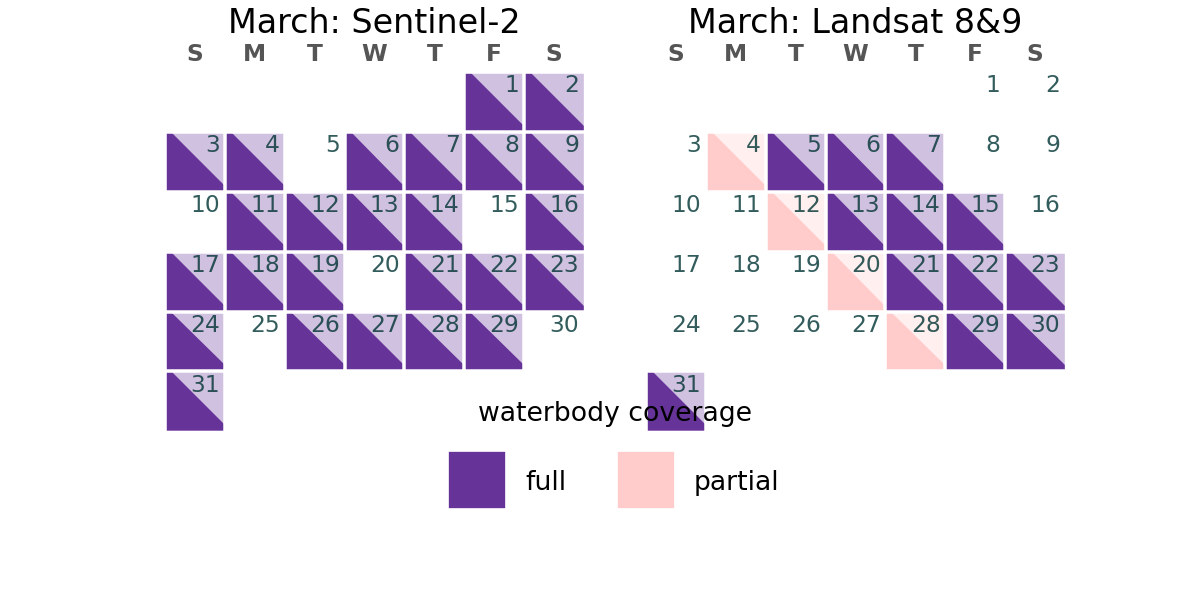 March: Sentinel-2
S M T W T F S
1 2
3 4 5 6 7 8 9
10 11 12 13 14 15 16
17 18 19 20 21 22 23
24 25 26 27 28 29 30
31
March: Landsat 8&9
S M T W T F S
1 2
3 4 5 6 7 8 9
10 11 12 13 14 15 16
17 18 19 20 21 22 23
24 25 26 27 28 29 30
31
waterbody coverage
full partial